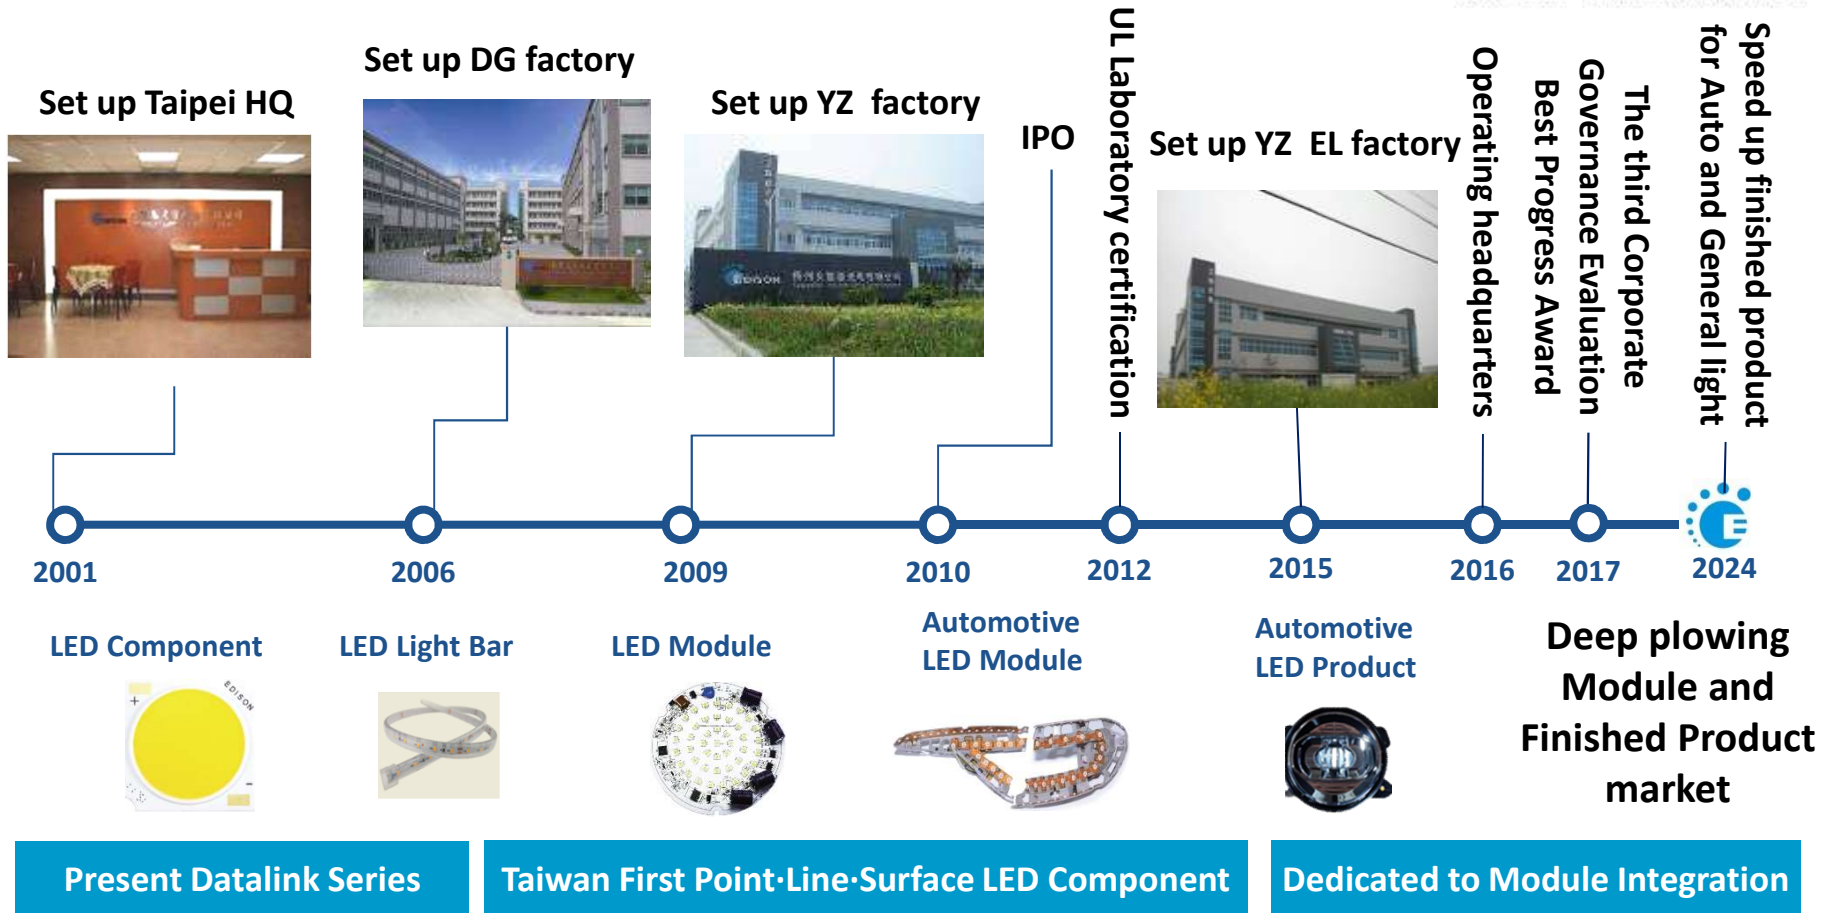 Set up Taipei HQ
Set up DG factory
Set up YZ factory
IPO
UL Laboratory certification
Set up YZ EL factory
Operating headquarters
The third Corporate
Governance Evaluation
Best Progress Award
Speed up finished product
for Auto and General light
EDISON
E
2001
2006
2009
2010
2012
2015
2016
2017
2024
LED Component
LED Light Bar
LED Module
Automotive
LED Module
Automotive
LED Product
Deep plowing
Module and
Finished Product
market
EDISON
+
-
Present Datalink Series
Taiwan First Point·Line·Surface LED Component
Dedicated to Module Integration